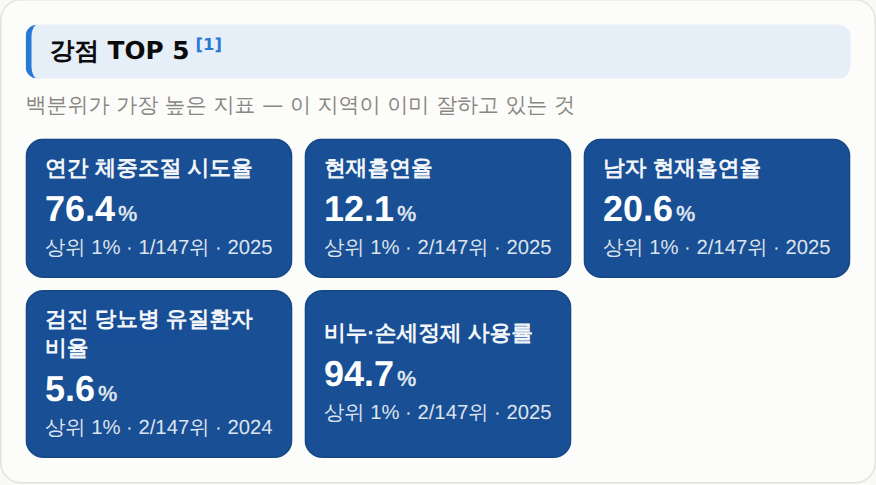 강점 TOP 5 [1]
백분위가 가장 높은 지표 — 이 지역이 이미 잘하고 있는 것
연간 체중조절 시도율
76.4%
상위 1% · 1/147위 · 2025
현재흡연율
12.1%
상위 1% · 2/147위 · 2025
남자 현재흡연율
20.6%
상위 1% · 2/147위 · 2025
검진 당뇨병 유질환자
비율
5.6%
상위 1% · 2/147위 · 2024
비누·손세정제 사용률
94.7%
상위 1% · 2/147위 · 2025